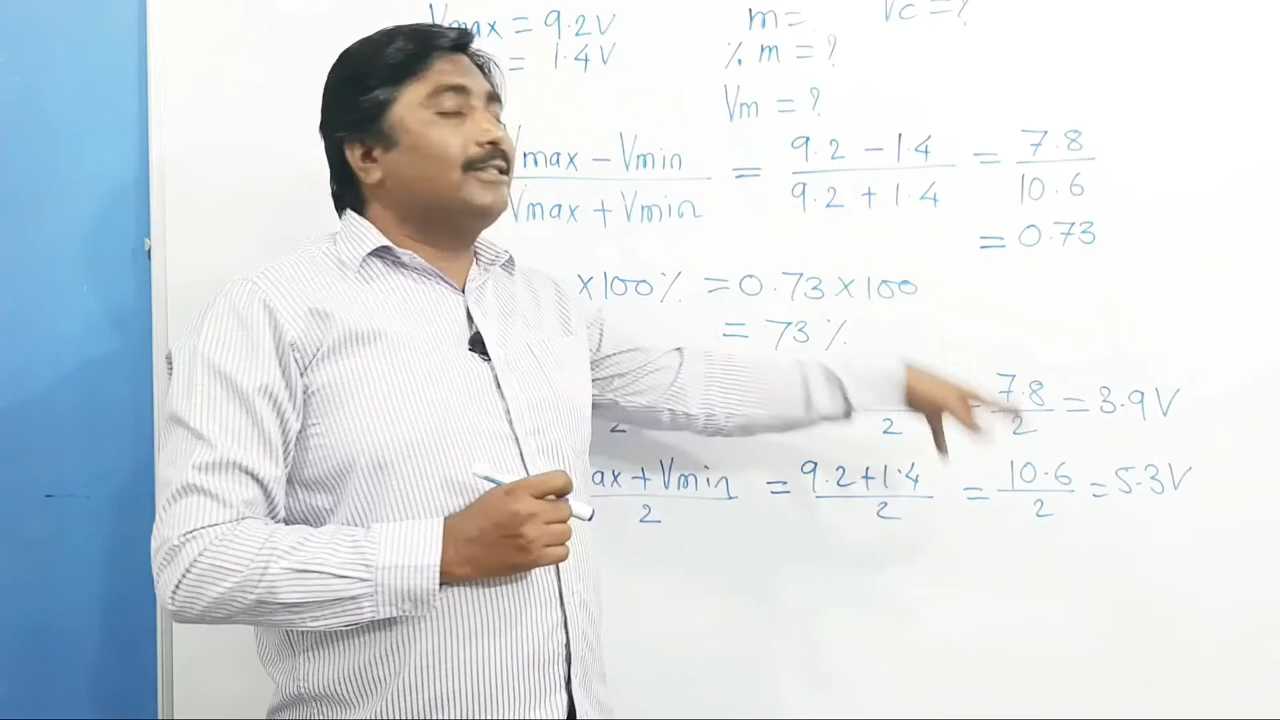 max = 9.2V
= 1.4V
m =
Vc = ?
% m = ?
Vm = ?
Vmax - Vmin / Vmax + Vmin = 9.2 - 1.4 / 9.2 + 1.4 = 7.8 / 10.6
= 0.73
x100% = 0.73 x 100
= 73 %
2 2 7.8 / 2 = 3.9V
ax + Vmin / 2 = 9.2+1.4 / 2 = 10.6 / 2 = 5.3V